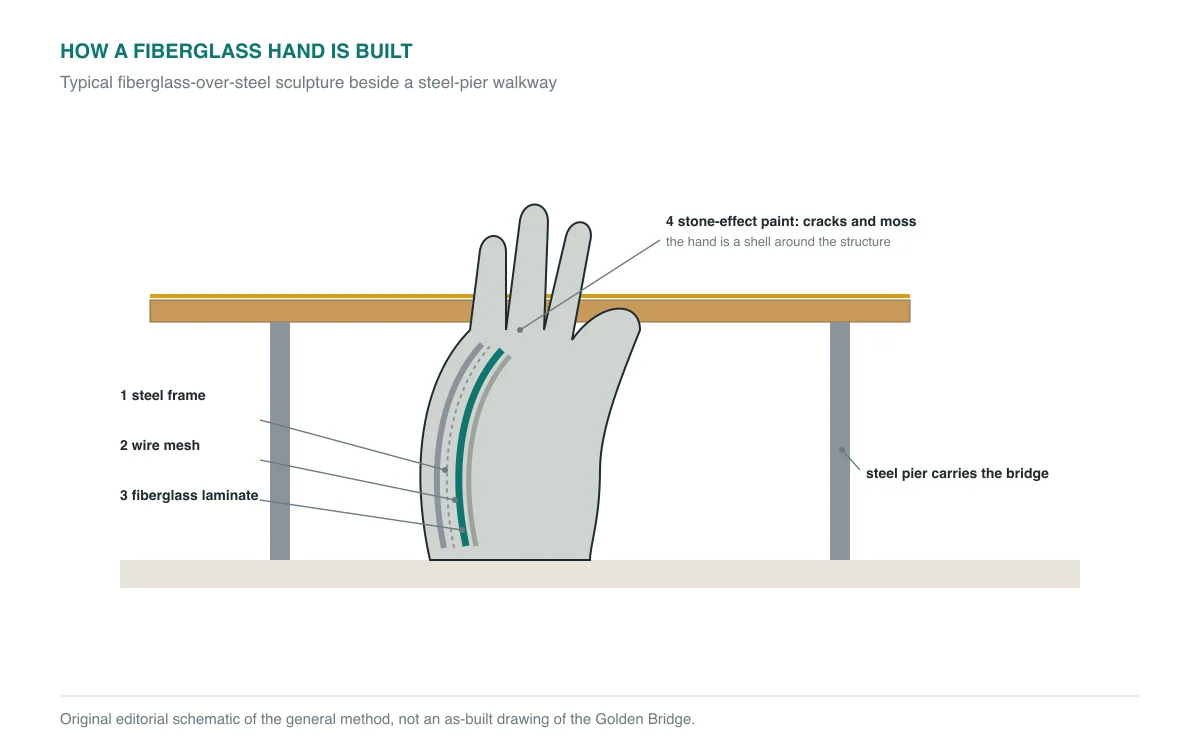 HOW A FIBERGLASS HAND IS BUILT
Typical fiberglass-over-steel sculpture beside a steel-pier walkway
4 stone-effect paint: cracks and moss
the hand is a shell around the structure
1 steel frame
2 wire mesh
3 fiberglass laminate
steel pier carries the bridge
Original editorial schematic of the general method, not an as-built drawing of the Golden Bridge.